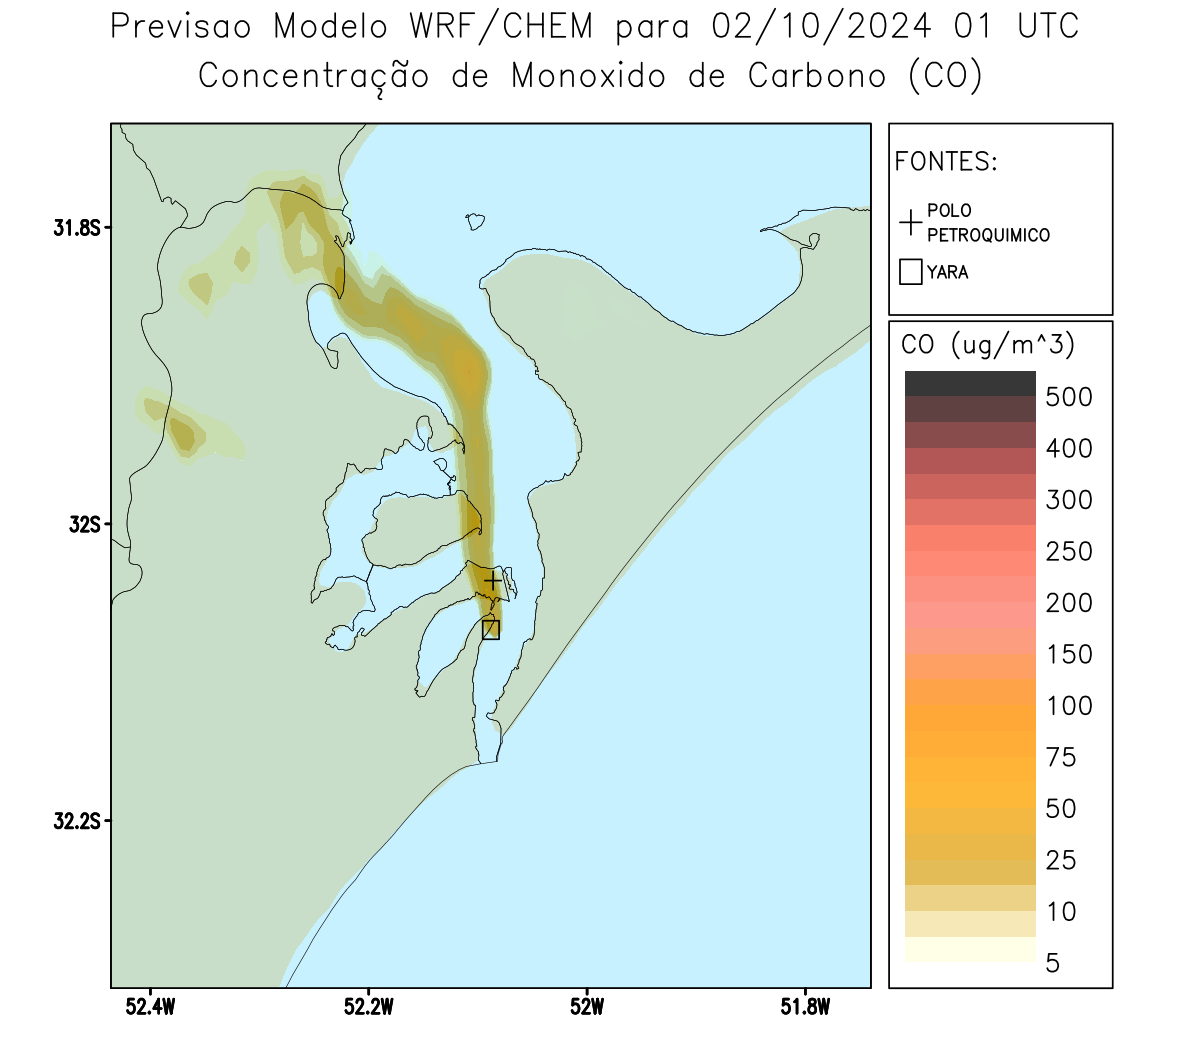 Previsao Modelo WRF/CHEM para 02/10/2024 01 UTC
Concentração de Monoxido de Carbono (CO)
FONTES:
POLO
PETROQUIMICO
YARA
CO (ug/m^3)
500
400
300
250
200
150
100
75
50
25
10
5
31.8S
32S
32.2S
52.4W
52.2W
52W
51.8W